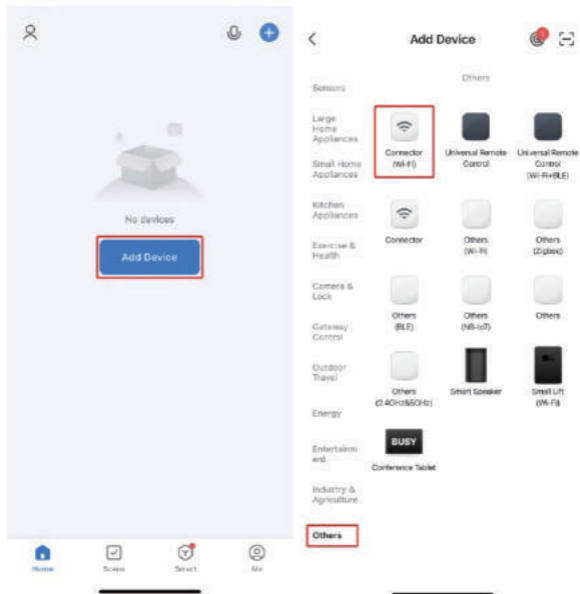 No devices
Add Device
Home
Scene
Smart
Me
Add Device
Sensors
Large
Home
Appliances
Small Home
Appliances
Kitchen
Appliances
Exercise &
Health
Camera &
Lock
Gateway
Control
Outdoor
Travel
Energy
Entertainm
ent
Industry &
Agriculture
Others
Others
Connector
(Wi-Fi)
Universal Remote
Control
Universal Remote
Control
(Wi-Fi+BLE)
Connector
Others
(Wi-Fi)
Others
(Zigbee)
Others
(BLE)
Others
(NB-IoT)
Others
Others
(2.4GHz&5GHz)
Smart Speaker
Small Lift
(Wi-Fi)
BUSY
Conference Tablet